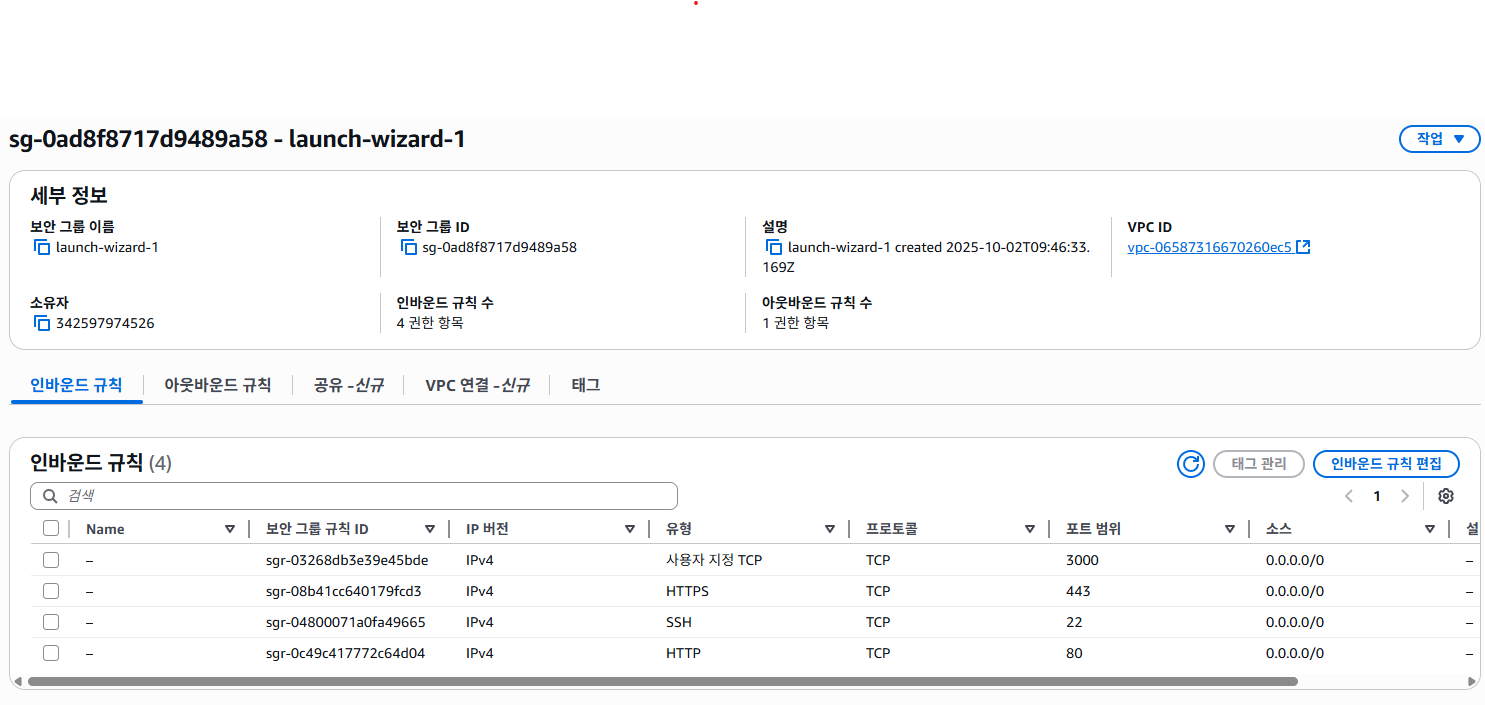 sg-0ad8f8717d9489a58 - launch-wizard-1
작업
세부 정보
보안 그룹 이름
launch-wizard-1
보안 그룹 ID
sg-0ad8f8717d9489a58
설명
launch-wizard-1 created 2025-10-02T09:46:33.
169Z
VPC ID
vpc-06587316670260ec5
소유자
342597974526
인바운드 규칙 수
4 권한 항목
아웃바운드 규칙 수
1 권한 항목
인바운드 규칙 아웃바운드 규칙 공유 -신규 VPC 연결 -신규 태그
인바운드 규칙 (4)
태그 관리 인바운드 규칙 편집
검색
1
Name 보안 그룹 규칙 ID IP 버전 유형 프로토콜 포트 범위 소스 설
– sgr-03268db3e39e45bde IPv4 사용자 지정 TCP TCP 3000 0.0.0.0/0 –
– sgr-08b41cc640179fcd3 IPv4 HTTPS TCP 443 0.0.0.0/0 –
– sgr-04800071a0fa49665 IPv4 SSH TCP 22 0.0.0.0/0 –
– sgr-0c49c417772c64d04 IPv4 HTTP TCP 80 0.0.0.0/0 –